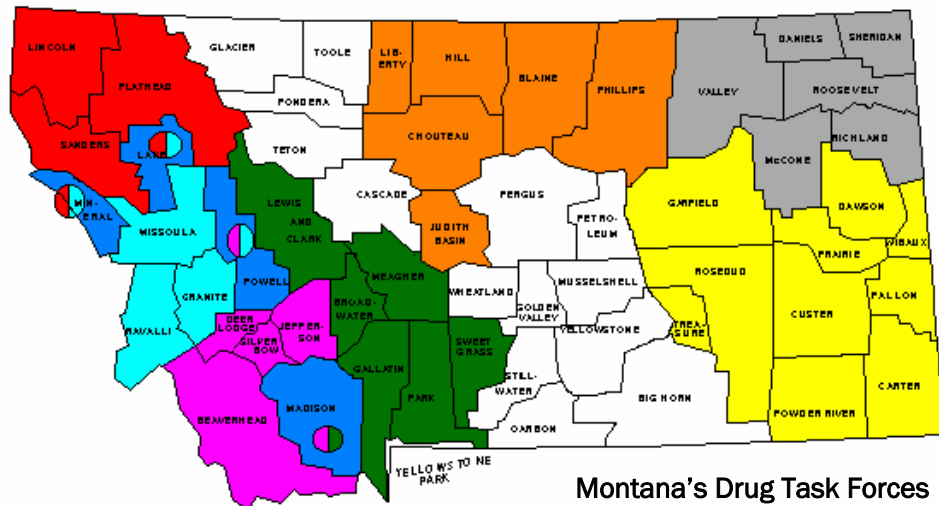 LINCOLN
FLATHEAD
GLACIER
TOOLE
LIB-
ERTY
HILL
BLAINE
PHILLIPS
VALLEY
DANIELS
SHERIDAN
ROOSEVELT
PONDERA
SANDERS
LAKE
TETON
CHOUTEAU
RICHLAND
McCONE
MIN-
ERAL
MISSOULA
LEWIS
AND
CLARK
CASCADE
JUDITH
BASIN
FERGUS
PETRO-
LEUM
GARFIELD
DAWSON
WIBAUX
PRAIRIE
POWELL
GRANITE
RAVALLI
MEAGHER
BROAD-
WATER
WHEATLAND
GOLDEN
VALLEY
MUSSELSHELL
ROSEBUD
TREA-
SURE
CUSTER
FALLON
DEER
LODGE
SILVER
BOW
JEFFER-
SON
GALLATIN
PARK
SWEET
GRASS
STILL-
WATER
YELLOWSTONE
BIG HORN
CARBON
POWDER RIVER
CARTER
BEAVERHEAD
MADISON
YELLOWSTONE
PARK
Montana's Drug Task Forces